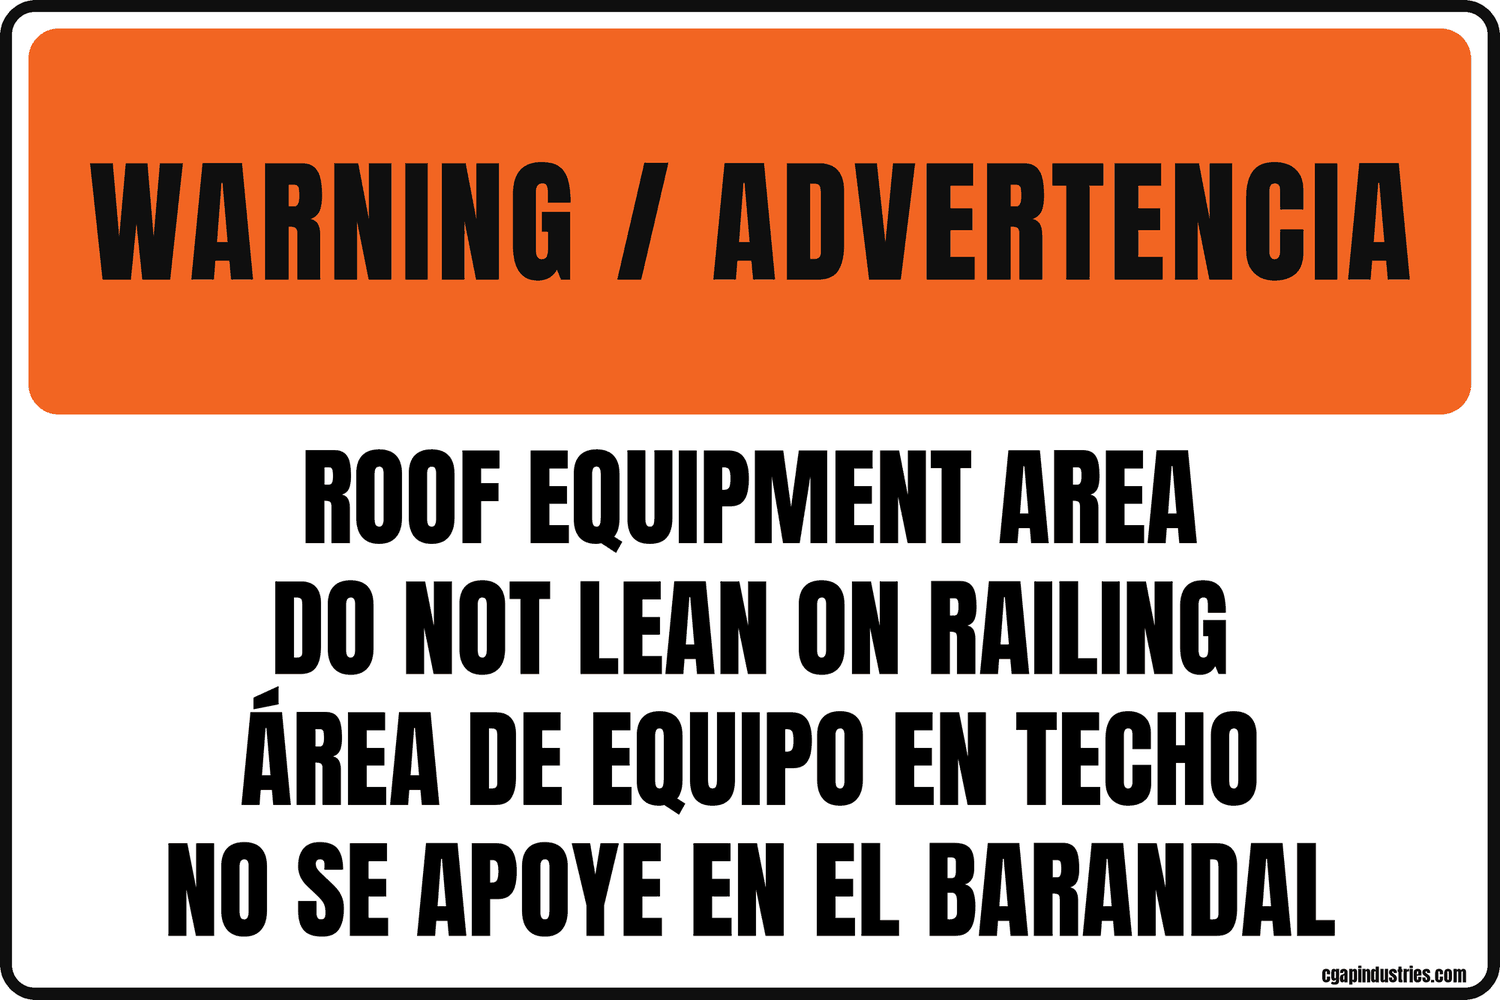 WARNING / ADVERTENCIA
ROOF EQUIPMENT AREA
DO NOT LEAN ON RAILING
ÁREA DE EQUIPO EN TECHO
NO SE APOYE EN EL BARANDAL
cgapindustries.com